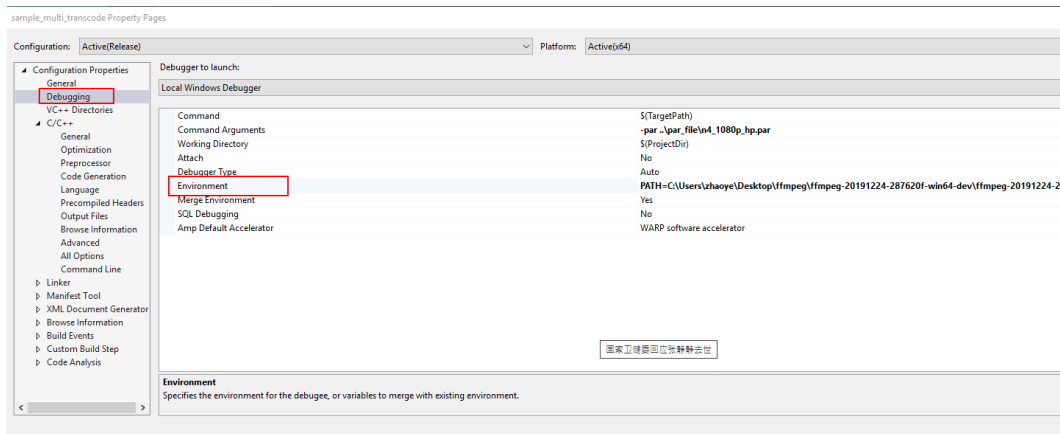 sample_multi_transcode Property Pages
Configuration: Active(Release) Platform: Active(x64)
Configuration Properties
General
Debugging
VC++ Directories
C/C++
General
Optimization
Preprocessor
Code Generation
Language
Precompiled Headers
Output Files
Browse Information
Advanced
All Options
Command Line
Linker
Manifest Tool
XML Document Generator
Browse Information
Build Events
Custom Build Step
Code Analysis
Debugger to launch:
Local Windows Debugger
Command $(TargetPath)
Command Arguments -par ..\par_file\n4_1080p_hp.par
Working Directory $(ProjectDir)
Attach No
Debugger Type Auto
Environment PATH=C:\Users\zhaoye\Desktop\ffmpeg\ffmpeg-20191224-287620f-win64-dev\ffmpeg-20191224-2
Merge Environment Yes
SQL Debugging No
Amp Default Accelerator WARP software accelerator
国家卫健委回应张静静去世
Environment
Specifies the environment for the debugee, or variables to merge with existing environment.